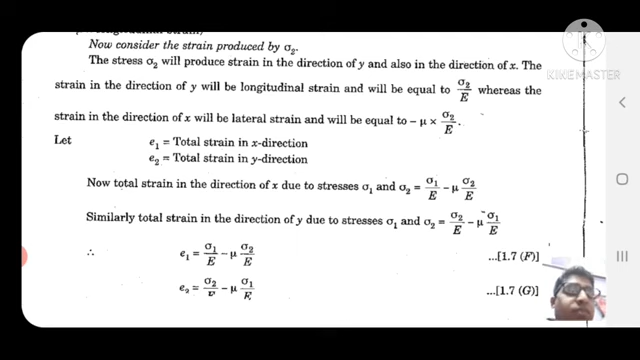 longitudinal strain,
Now consider the strain produced by σ₂.
The stress σ₂ will produce strain in the direction of y and also in the direction of x. The
strain in the direction of y will be longitudinal strain and will be equal to σ₂/E whereas the
strain in the direction of x will be lateral strain and will be equal to – μ × σ₂/E.
Let e₁ = Total strain in x-direction
e₂ = Total strain in y-direction
Now total strain in the direction of x due to stresses σ₁ and σ₂ = σ₁/E – μ σ₂/E
Similarly total strain in the direction of y due to stresses σ₁ and σ₂ = σ₂/E – μ σ₁/E
∴ e₁ = σ₁/E – μ σ₂/E ...[1.7 (F)]
e₂ = σ₂/E – μ σ₁/E ...[1.7 (G)]
KINEMASTER